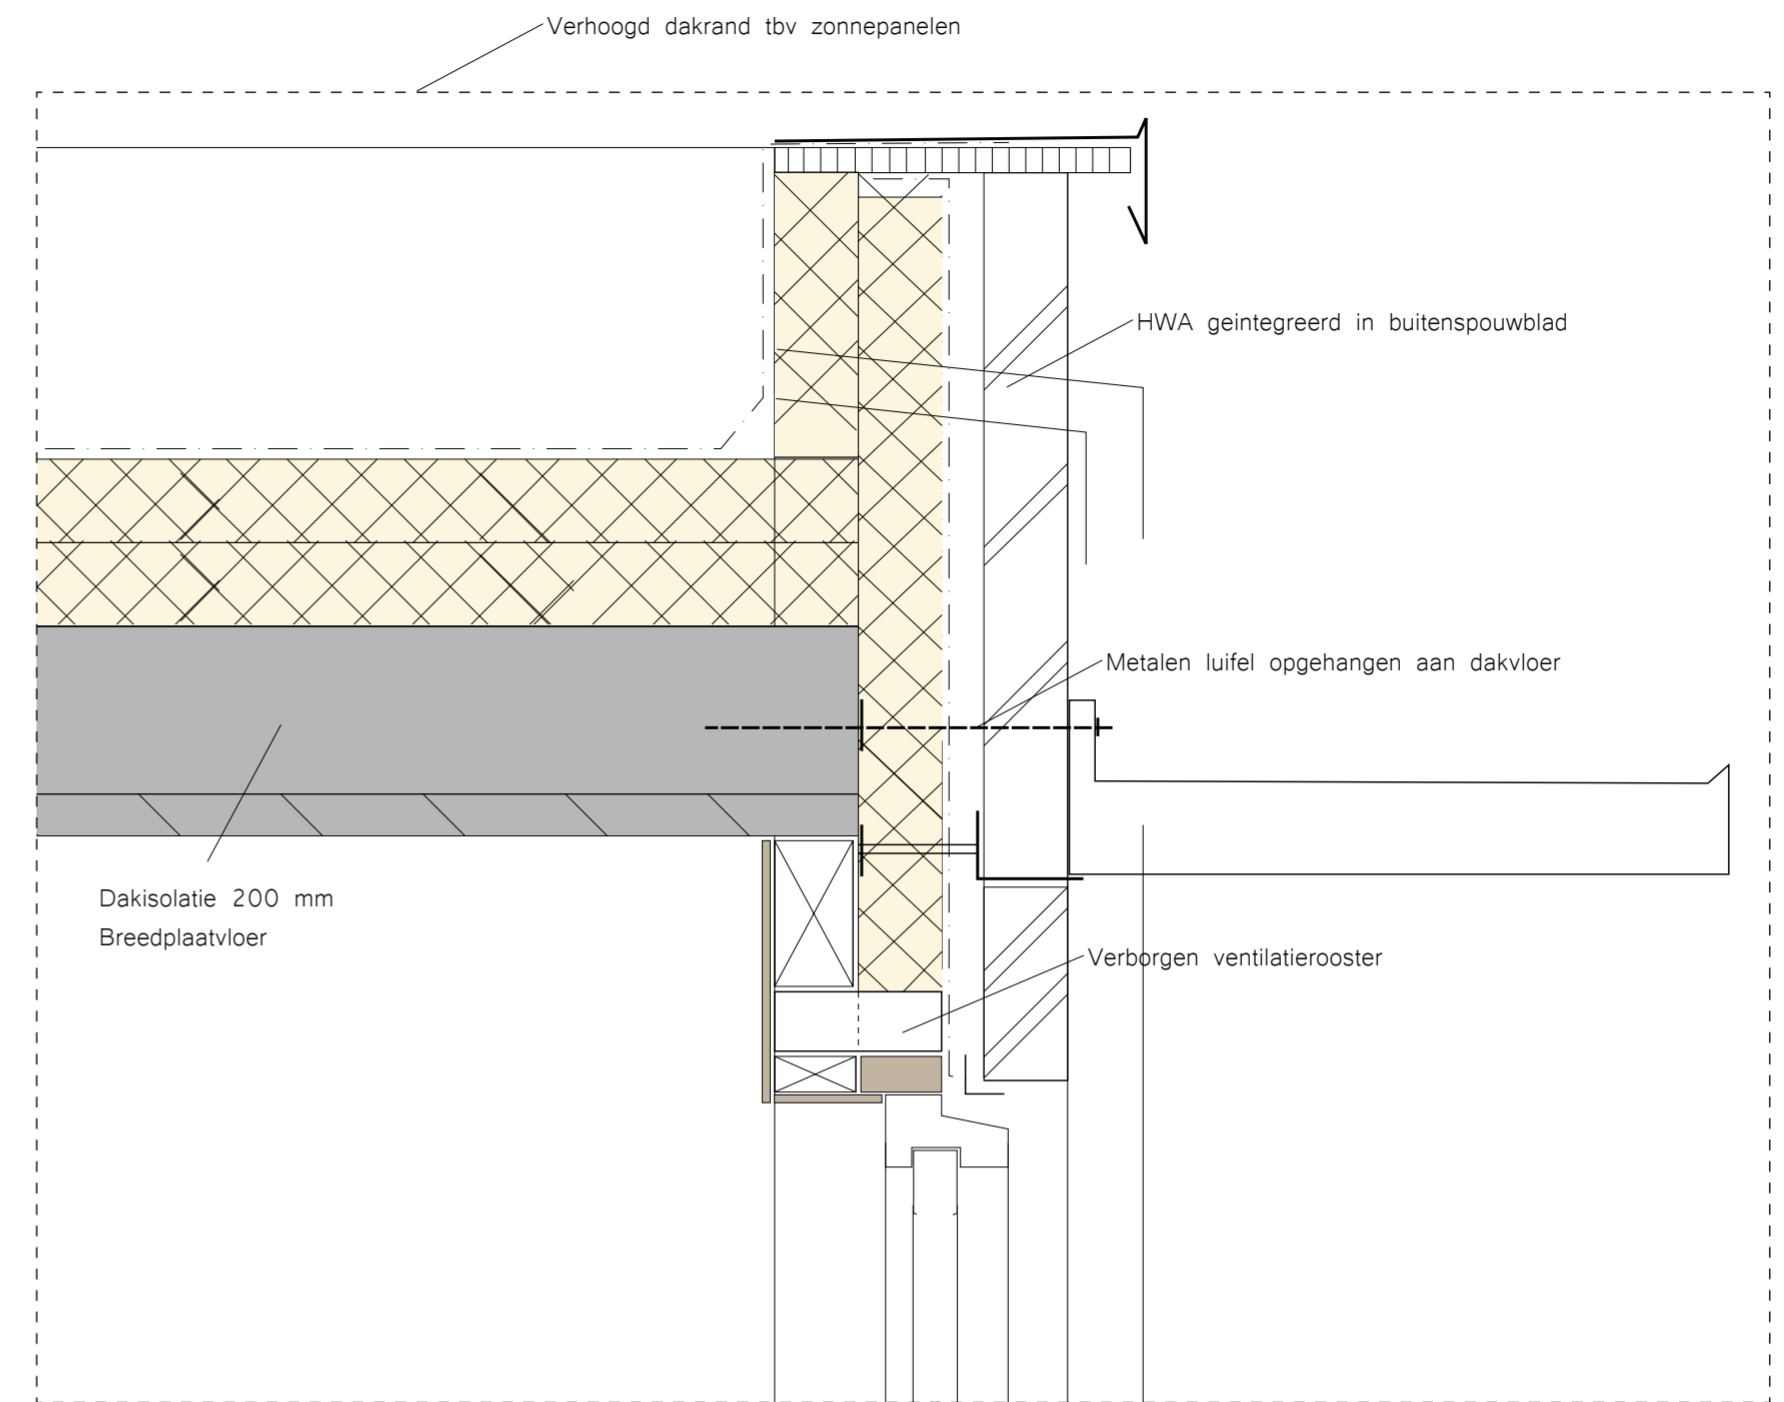 Verhoogd dakrand tbv zonnepanelen
HWA geintegreerd in buitenspouwblad
Metalen luifel opgehangen aan dakvloer
Dakisolatie 200 mm
Breedplaatvloer
Verborgen ventilatierooster